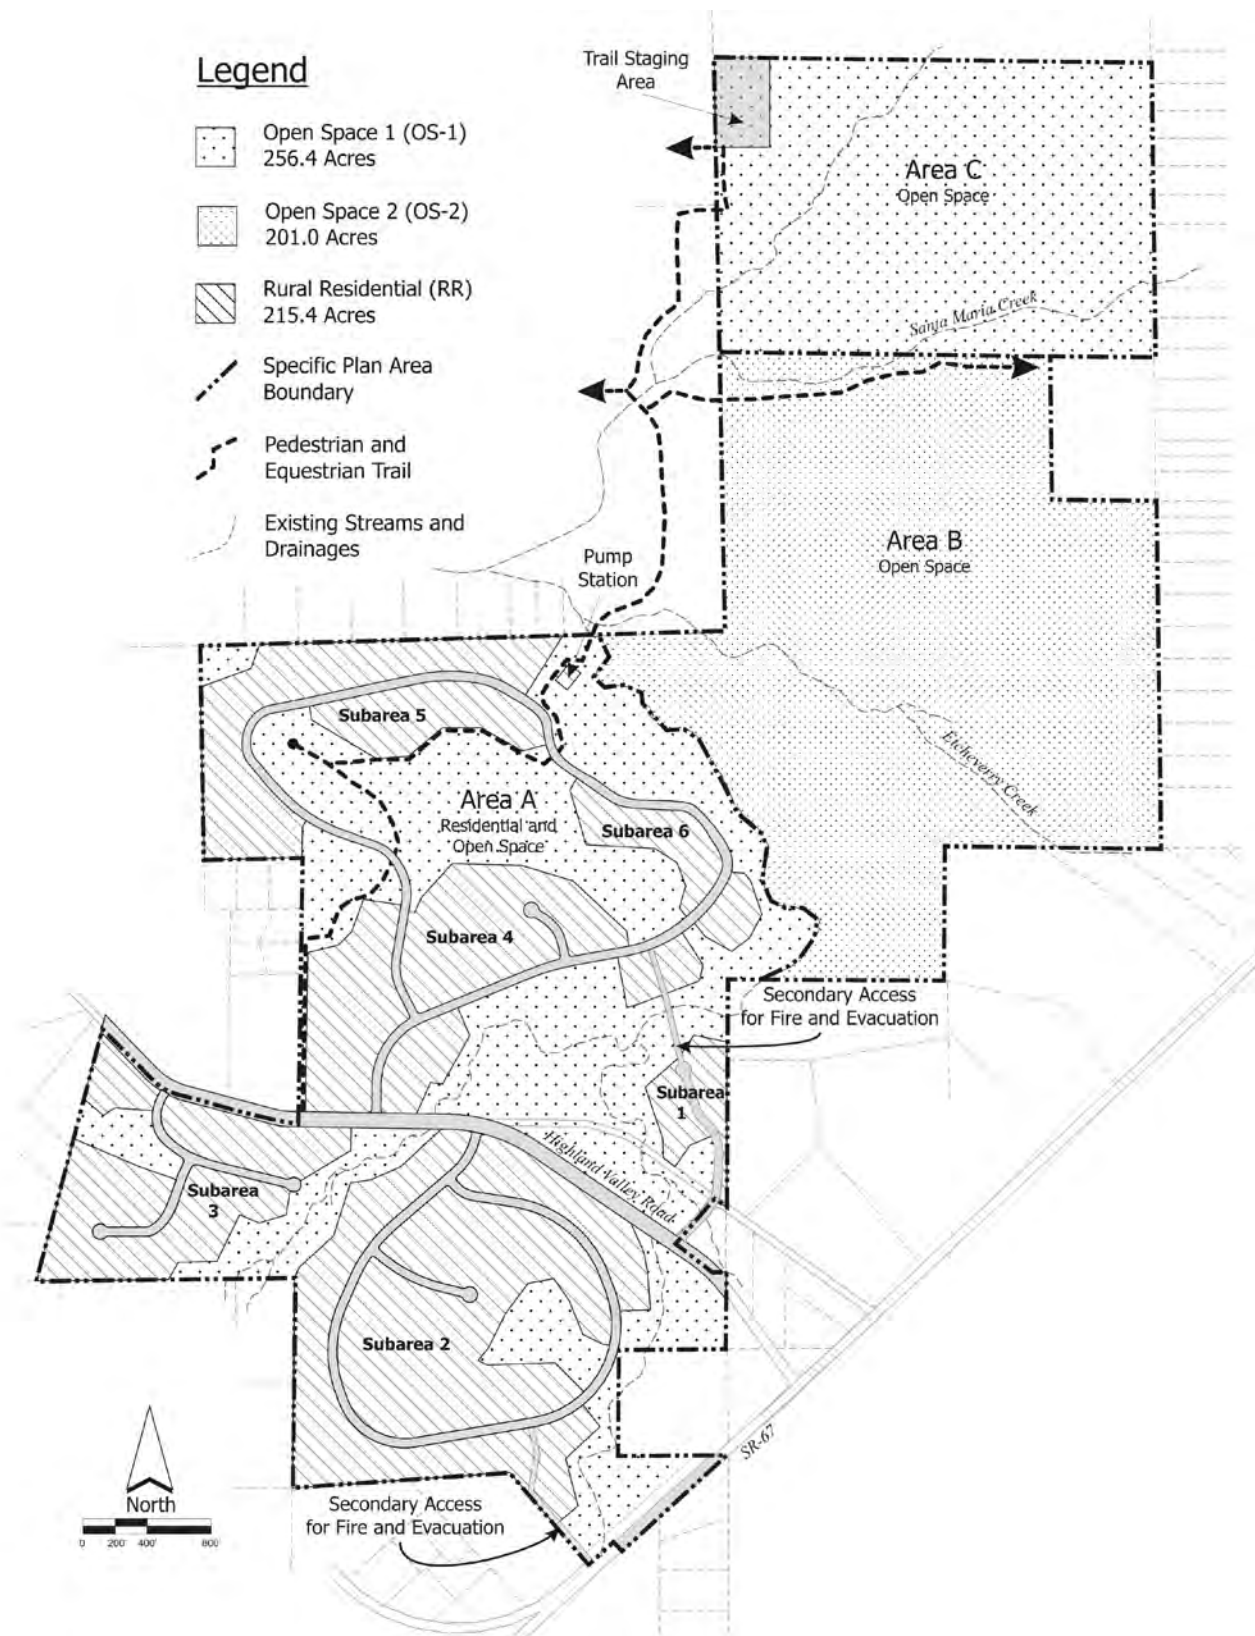 Legend
Open Space 1 (OS-1)
256.4 Acres
Open Space 2 (OS-2)
201.0 Acres
Rural Residential (RR)
215.4 Acres
Specific Plan Area
Boundary
Pedestrian and
Equestrian Trail
Existing Streams and
Drainages
Trail Staging
Area
Area C
Open Space
Santa Maria Creek
Area B
Open Space
Pump
Station
Etcheverry Creek
Subarea 5
Area A
Residential and
Open Space
Subarea 6
Subarea 4
Secondary Access
for Fire and Evacuation
Subarea
1
Highland Valley Road
Subarea
3
Subarea 2
SR-67
North
0 200' 400' 800'
Secondary Access
for Fire and Evacuation